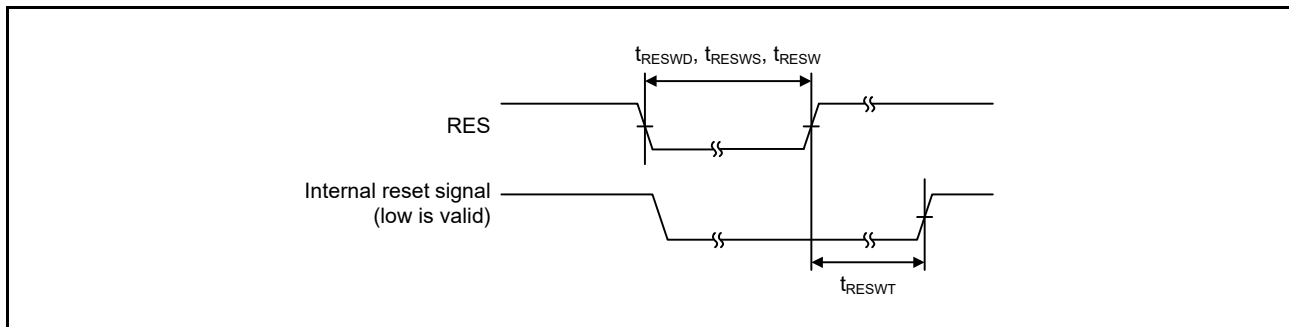 tRESWD, tRESWS, tRESW
RES
Internal reset signal
(low is valid)
tRESWT